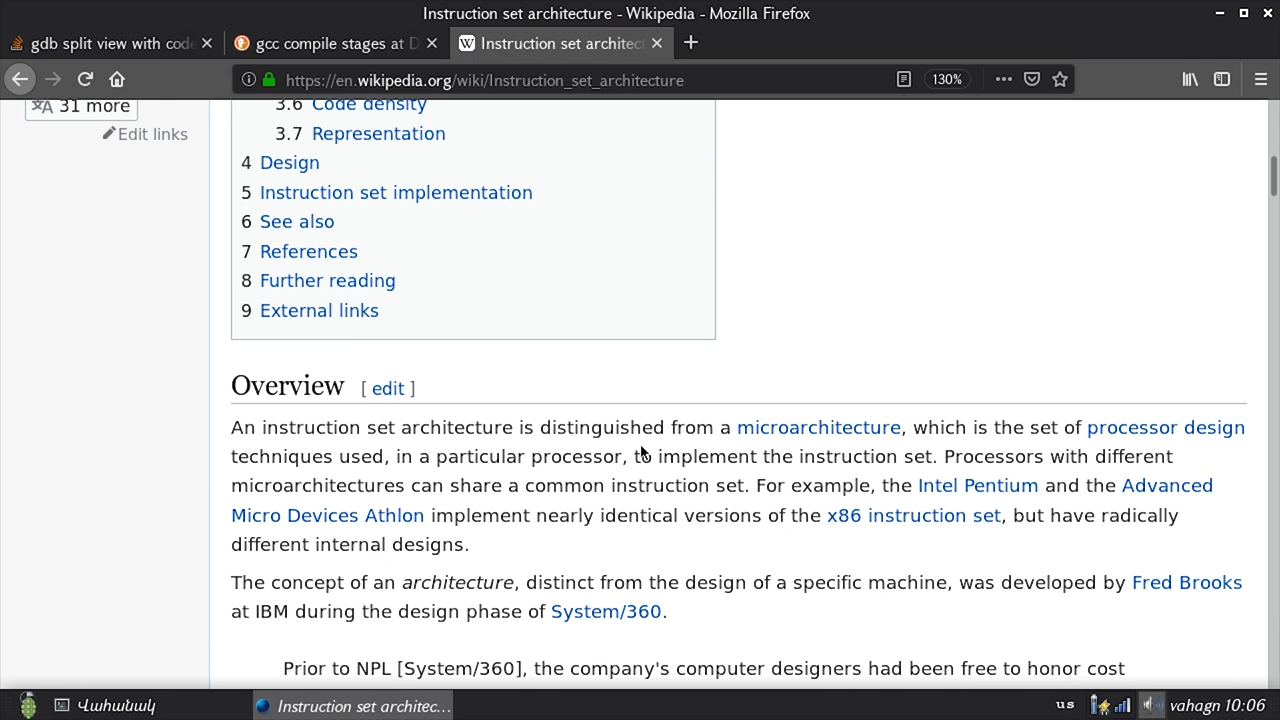 Instruction set architecture - Wikipedia - Mozilla Firefox
gdb split view with code
gcc compile stages at D
Instruction set architec
https://en.wikipedia.org/wiki/Instruction_set_architecture
130%
31 more
Edit links
3.6 Code density
3.7 Representation
4 Design
5 Instruction set implementation
6 See also
7 References
8 Further reading
9 External links
Overview [ edit ]
An instruction set architecture is distinguished from a microarchitecture, which is the set of processor design
techniques used, in a particular processor, to implement the instruction set. Processors with different
microarchitectures can share a common instruction set. For example, the Intel Pentium and the Advanced
Micro Devices Athlon implement nearly identical versions of the x86 instruction set, but have radically
different internal designs.
The concept of an architecture, distinct from the design of a specific machine, was developed by Fred Brooks
at IBM during the design phase of System/360.
Prior to NPL [System/360], the company's computer designers had been free to honor cost
Վահանակ
Instruction set architec...
us
vahagn 10:06